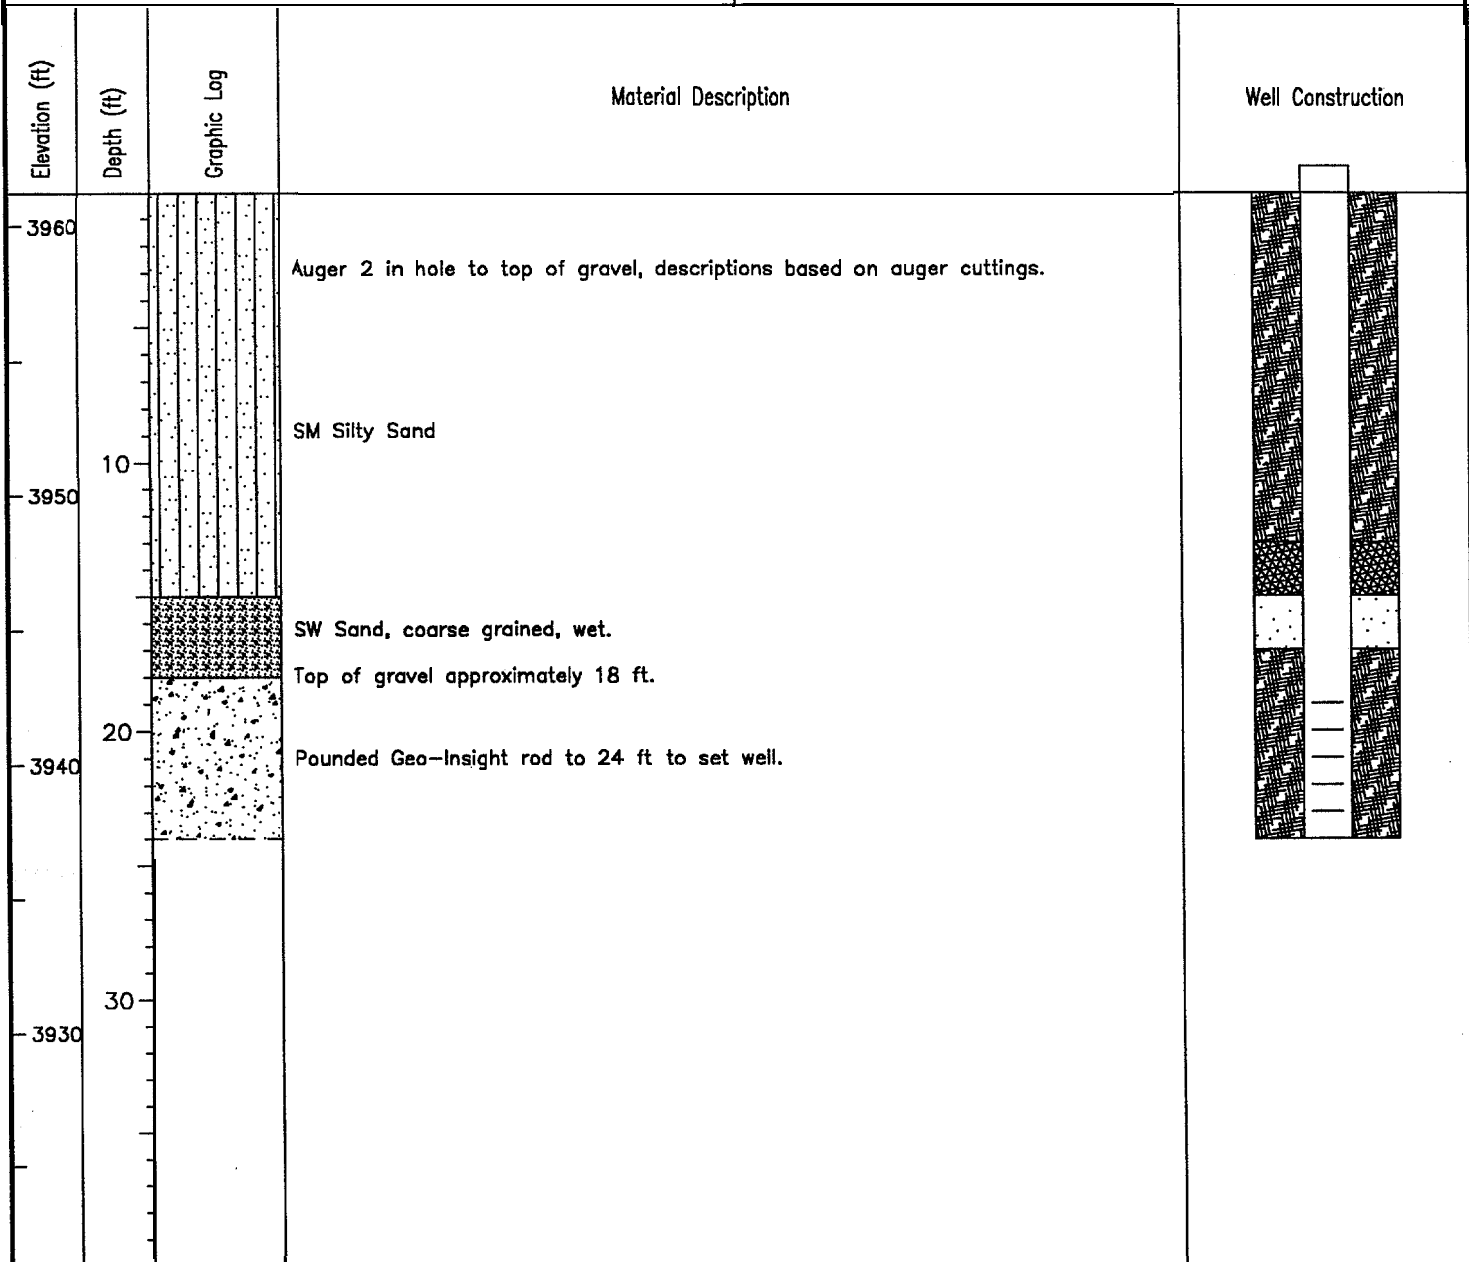 Elevation (ft)
Depth (ft)
Graphic Log
Material Description
Well Construction
3960
Auger 2 in hole to top of gravel, descriptions based on auger cuttings.
SM Silty Sand
10
3950
SW Sand, coarse grained, wet.
Top of gravel approximately 18 ft.
20
Pounded Geo-Insight rod to 24 ft to set well.
3940
30
3930